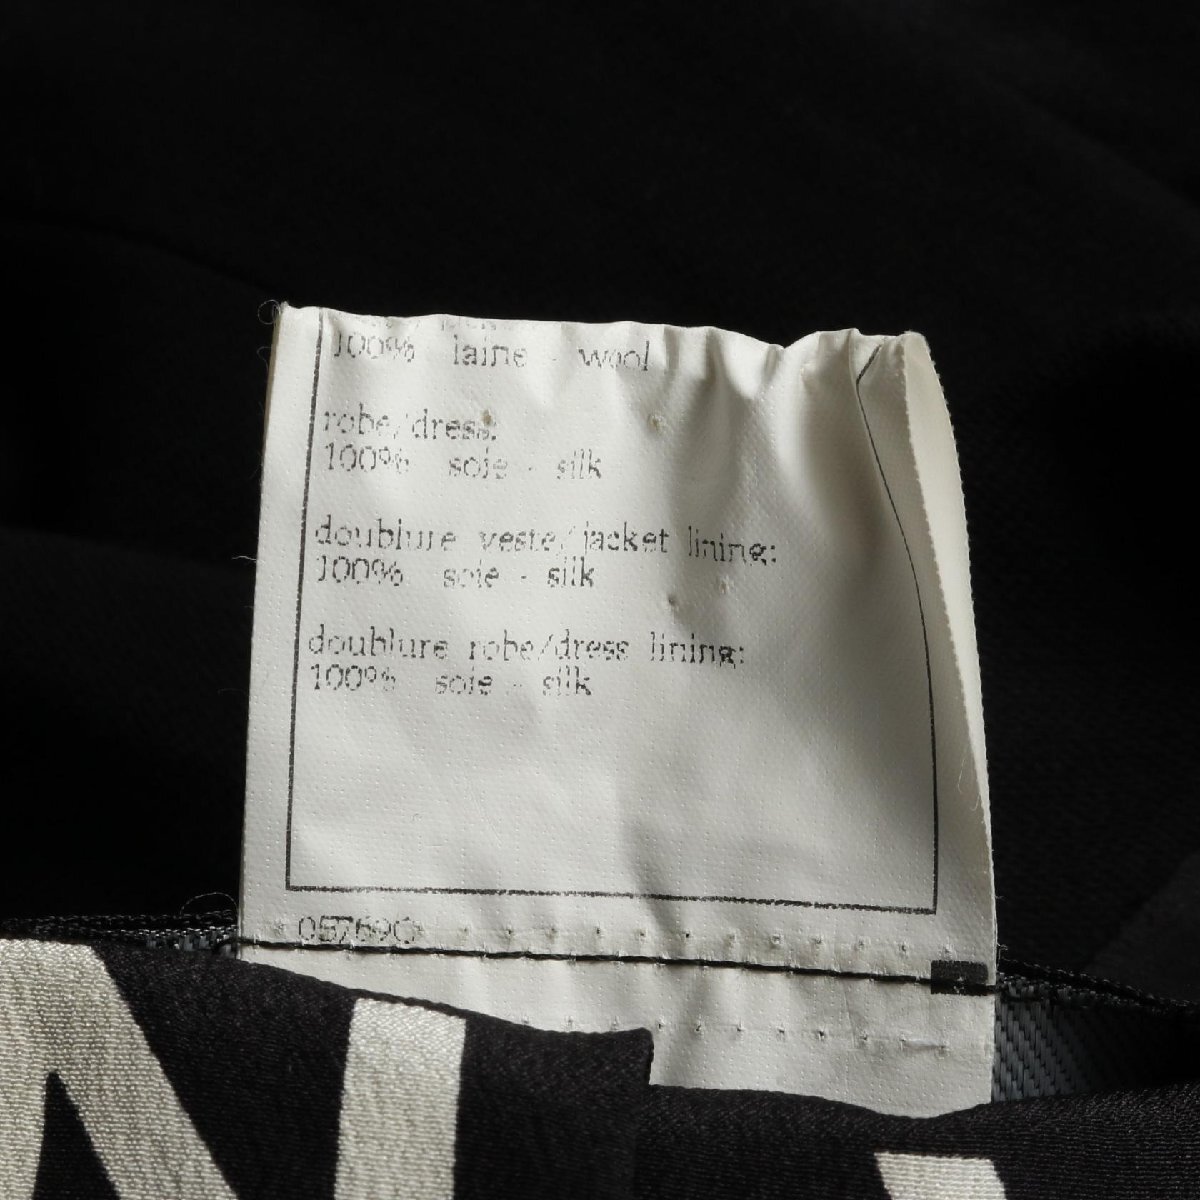 100% laine - wool
robe/dress:
100% soie - silk
doublure veste/jacket lining:
100% soie - silk
doublure robe/dress lining:
100% soie - silk